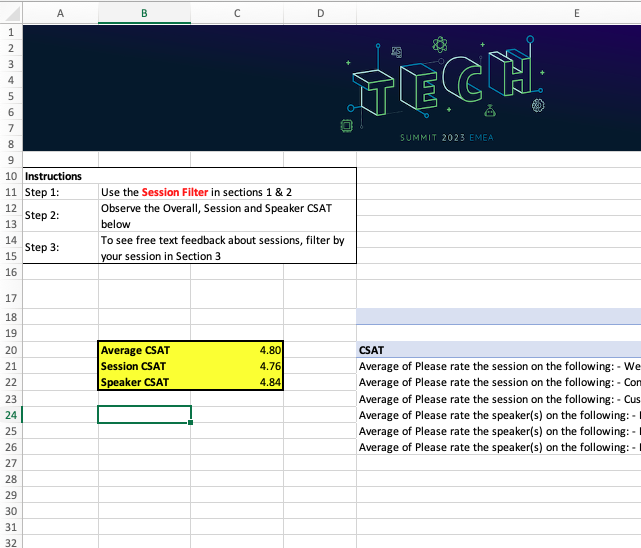 A B C D E
1
2
3
4
5
6
7
8
TECH
SUMMIT 2023 EMEA
9
10 Instructions
11 Step 1: Use the Session Filter in sections 1 & 2
12 Step 2: Observe the Overall, Session and Speaker CSAT
13 below
14 Step 3: To see free text feedback about sessions, filter by
15 your session in Section 3
16
17
18
19
20 Average CSAT 4.80 CSAT
21 Session CSAT 4.76 Average of Please rate the session on the following: - We
22 Speaker CSAT 4.84 Average of Please rate the session on the following: - Con
23 Average of Please rate the session on the following: - Cus
24 Average of Please rate the speaker(s) on the following: -
25 Average of Please rate the speaker(s) on the following: -
26 Average of Please rate the speaker(s) on the following: -
27
28
29
30
31
32